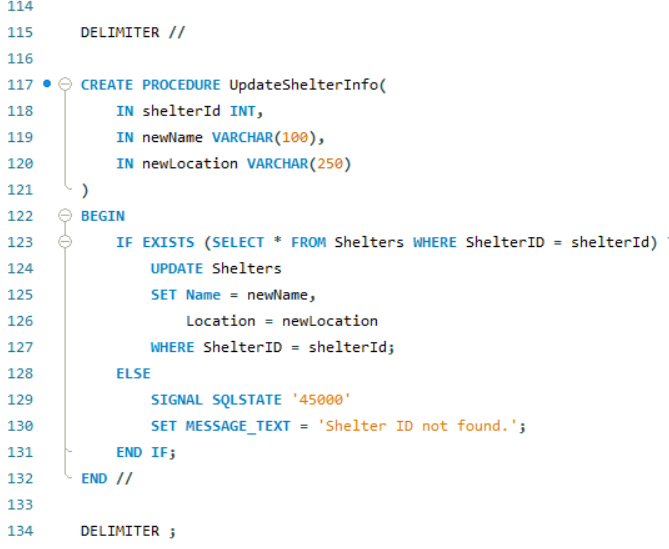 114
115 DELIMITER //
116
117 CREATE PROCEDURE UpdateShelterInfo(
118 IN shelterId INT,
119 IN newName VARCHAR(100),
120 IN newLocation VARCHAR(250)
121 )
122 BEGIN
123 IF EXISTS (SELECT * FROM Shelters WHERE ShelterID = shelterId)
124 UPDATE Shelters
125 SET Name = newName,
126 Location = newLocation
127 WHERE ShelterID = shelterId;
128 ELSE
129 SIGNAL SQLSTATE '45000'
130 SET MESSAGE_TEXT = 'Shelter ID not found.';
131 END IF;
132 END //
133
134 DELIMITER ;